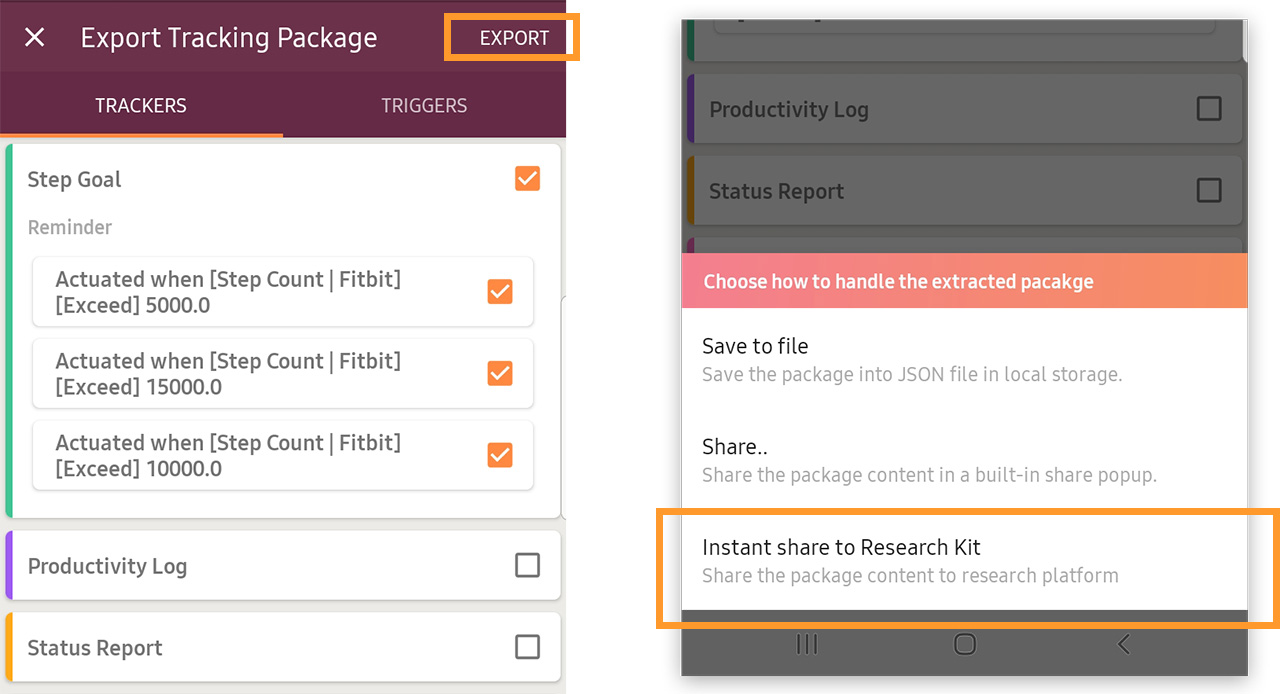 Export Tracking Package
EXPORT
TRACKERS
TRIGGERS
Step Goal
Reminder
Actuated when [Step Count | Fitbit]
[Exceed] 5000.0
Actuated when [Step Count | Fitbit]
[Exceed] 15000.0
Actuated when [Step Count | Fitbit]
[Exceed] 10000.0
Productivity Log
Status Report
Productivity Log
Status Report
Choose how to handle the extracted pacakge
Save to file
Save the package into JSON file in local storage.
Share..
Share the package content in a built-in share popup.
Instant share to Research Kit
Share the package content to research platform